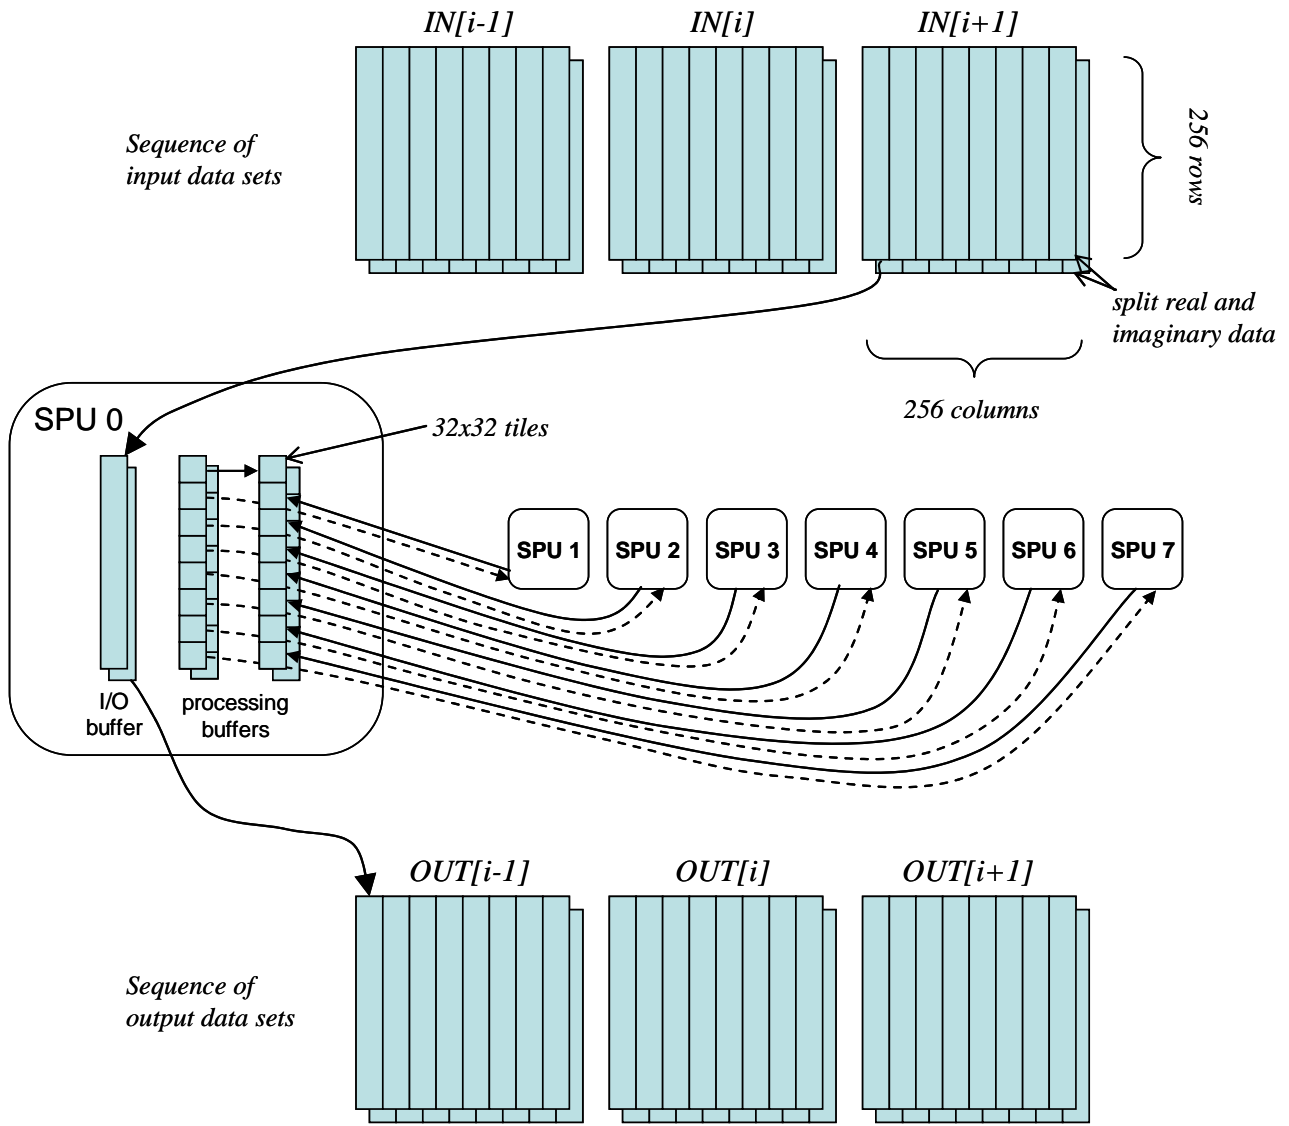 IN[i-1] IN[i] IN[i+1]
Sequence of
input data sets
256 rows
split real and
imaginary data
256 columns
SPU 0
32x32 tiles
SPU 1 SPU 2 SPU 3 SPU 4 SPU 5 SPU 6 SPU 7
I/O
buffer
processing
buffers
OUT[i-1] OUT[i] OUT[i+1]
Sequence of
output data sets